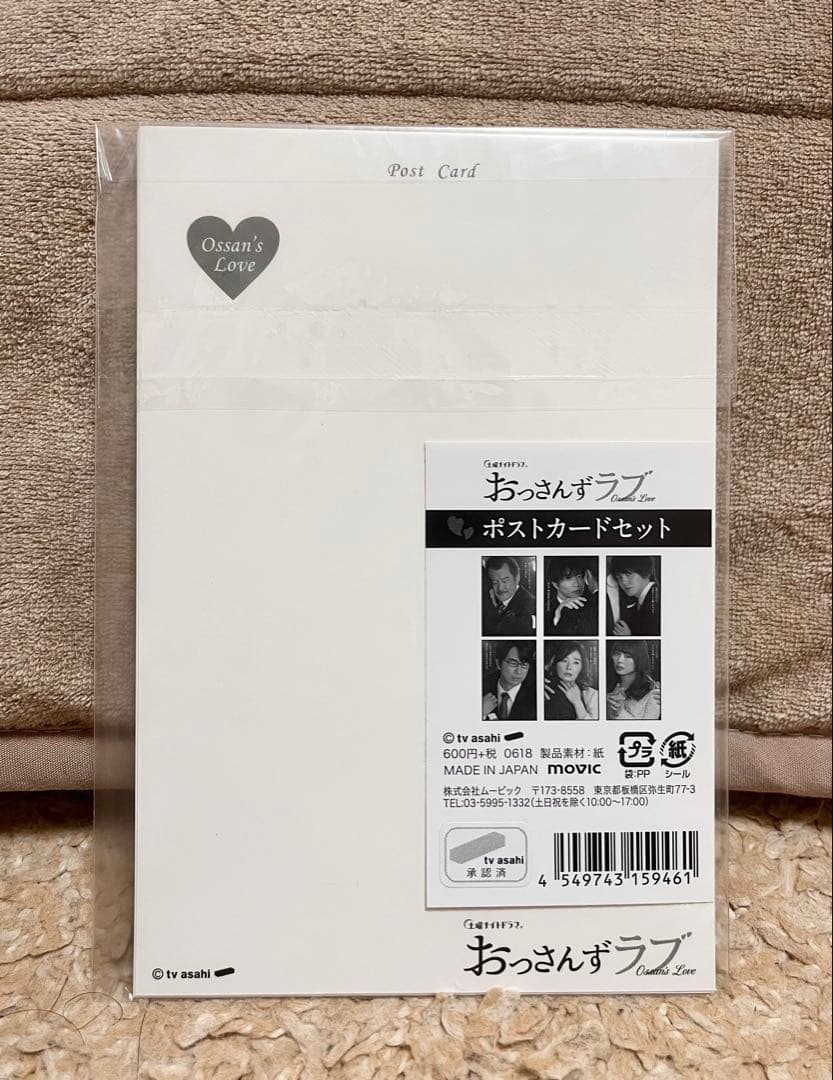 Post Card
Ossan's
Love
土曜ナイトドラマ
おっさんずラブ
Ossan's Love
ポストカードセット
© tv asahi
600円+税 0618 製品素材:紙
MADE IN JAPAN movic
プラ
袋:PP
紙
シール
株式会社ムービック 〒173-8558 東京都板橋区弥生町77-3
TEL:03-5995-1332(土日祝を除く10:00〜17:00)
tv asahi
承認済
4 549743 159461
土曜ナイトドラマ
おっさんずラブ
Ossan's Love
© tv asahi